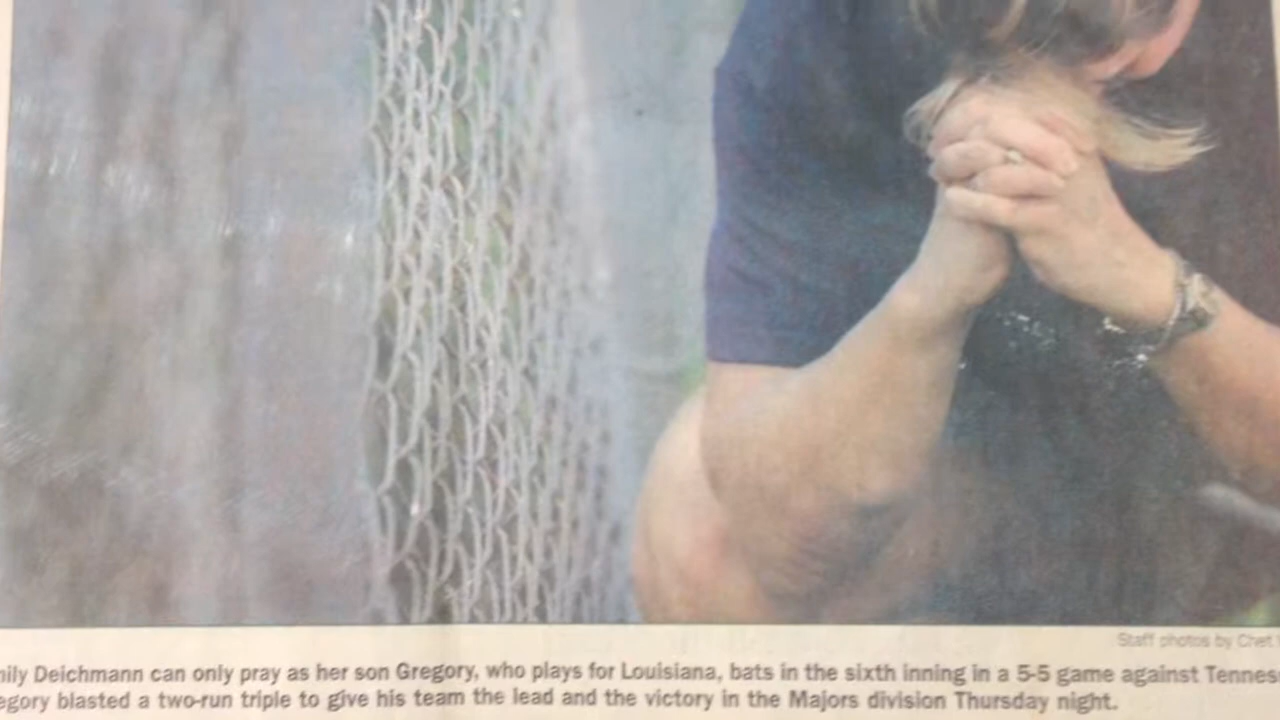 Staff photos by Chet
nily Deichmann can only pray as her son Gregory, who plays for Louisiana, bats in the sixth inning in a 5-5 game against Tennes
egory blasted a two-run triple to give his team the lead and the victory in the Majors division Thursday night.